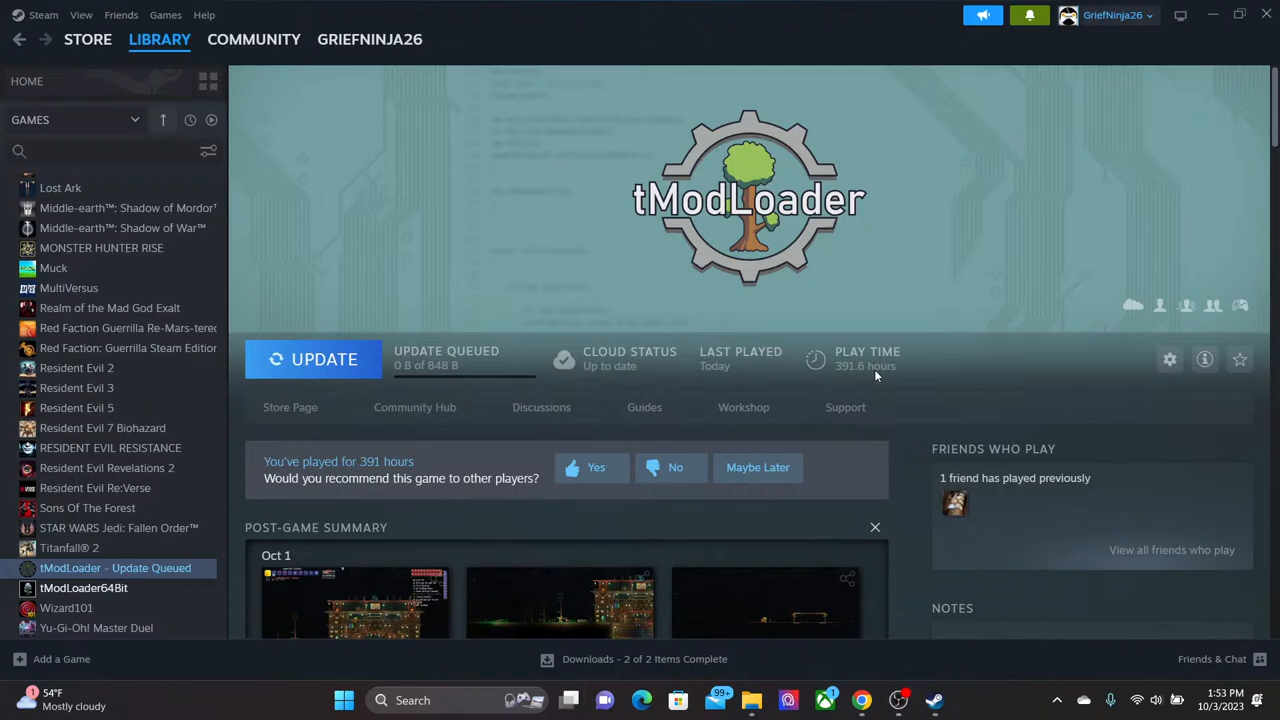 Steam View Friends Games Help
GriefNinja26
STORE LIBRARY COMMUNITY GRIEFNINJA26
HOME
GAMES
Lost Ark
Middle-earth™: Shadow of Mordor™
Middle-earth™: Shadow of War™
MONSTER HUNTER RISE
Muck
MultiVersus
Realm of the Mad God Exalt
Red Faction Guerrilla Re-Mars-tered
Red Faction: Guerrilla Steam Edition
Resident Evil 2
Resident Evil 3
Resident Evil 5
Resident Evil 7 Biohazard
RESIDENT EVIL RESISTANCE
Resident Evil Revelations 2
Resident Evil Re:Verse
Sons Of The Forest
STAR WARS Jedi: Fallen Order™
Titanfall® 2
tModLoader - Update Queued
tModLoader64Bit
Wizard101
Yu-Gi-Oh! Master Duel
tModLoader
UPDATE
UPDATE QUEUED
0 B of 848 B
CLOUD STATUS
Up to date
LAST PLAYED
Today
PLAY TIME
391.6 hours
Store Page Community Hub Discussions Guides Workshop Support
You've played for 391 hours
Would you recommend this game to other players?
Yes No Maybe Later
FRIENDS WHO PLAY
1 friend has played previously
View all friends who play
POST-GAME SUMMARY
Oct 1
NOTES
Add a Game
Downloads - 2 of 2 Items Complete
Friends & Chat
1
54°F
Mostly cloudy
Search
99+
1
1:53 PM
10/3/2023